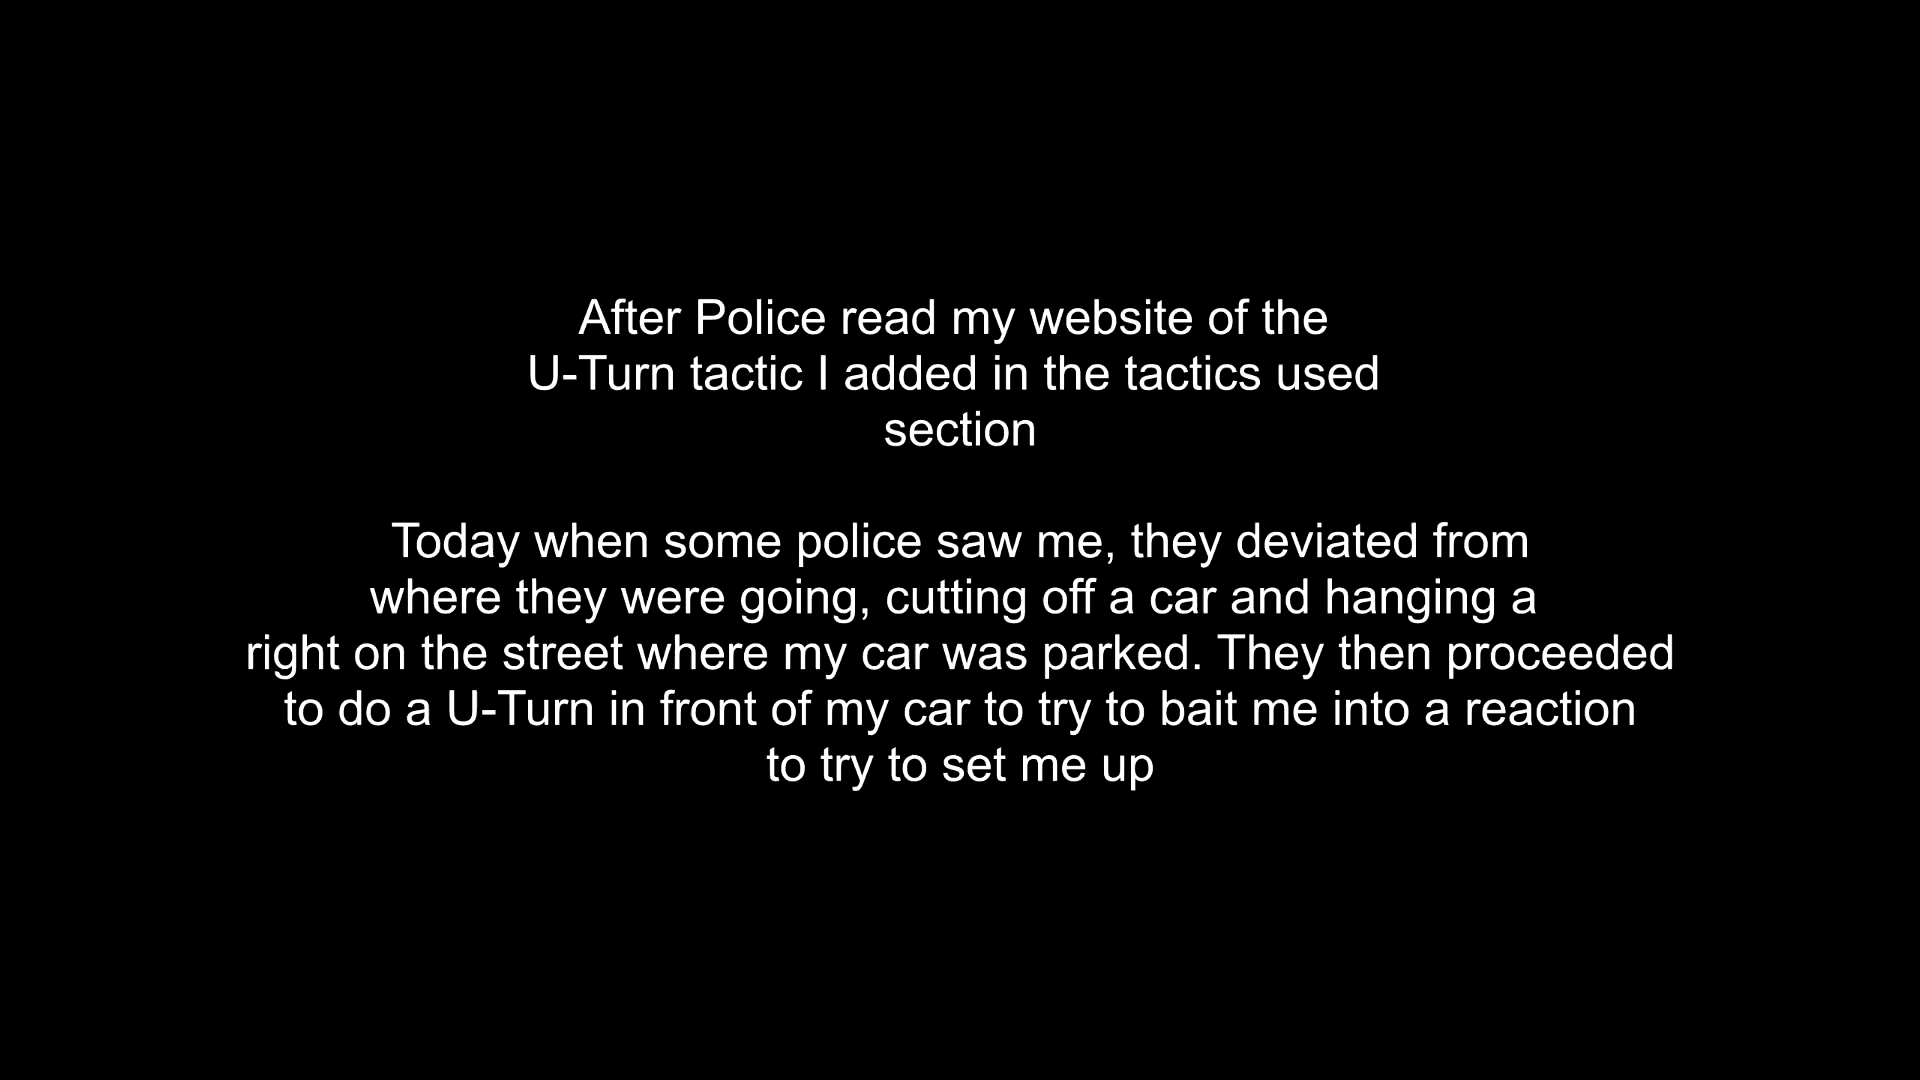 After Police read my website of the
U-Turn tactic I added in the tactics used
section
Today when some police saw me, they deviated from
where they were going, cutting off a car and hanging a
right on the street where my car was parked. They then proceeded
to do a U-Turn in front of my car to try to bait me into a reaction
to try to set me up